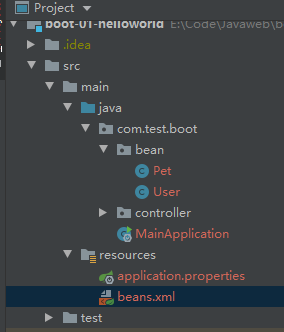 Project
boot-01-helloworld E:\Code\Javaweb\
.idea
src
main
java
com.test.boot
bean
Pet
User
controller
MainApplication
resources
application.properties
beans.xml
test